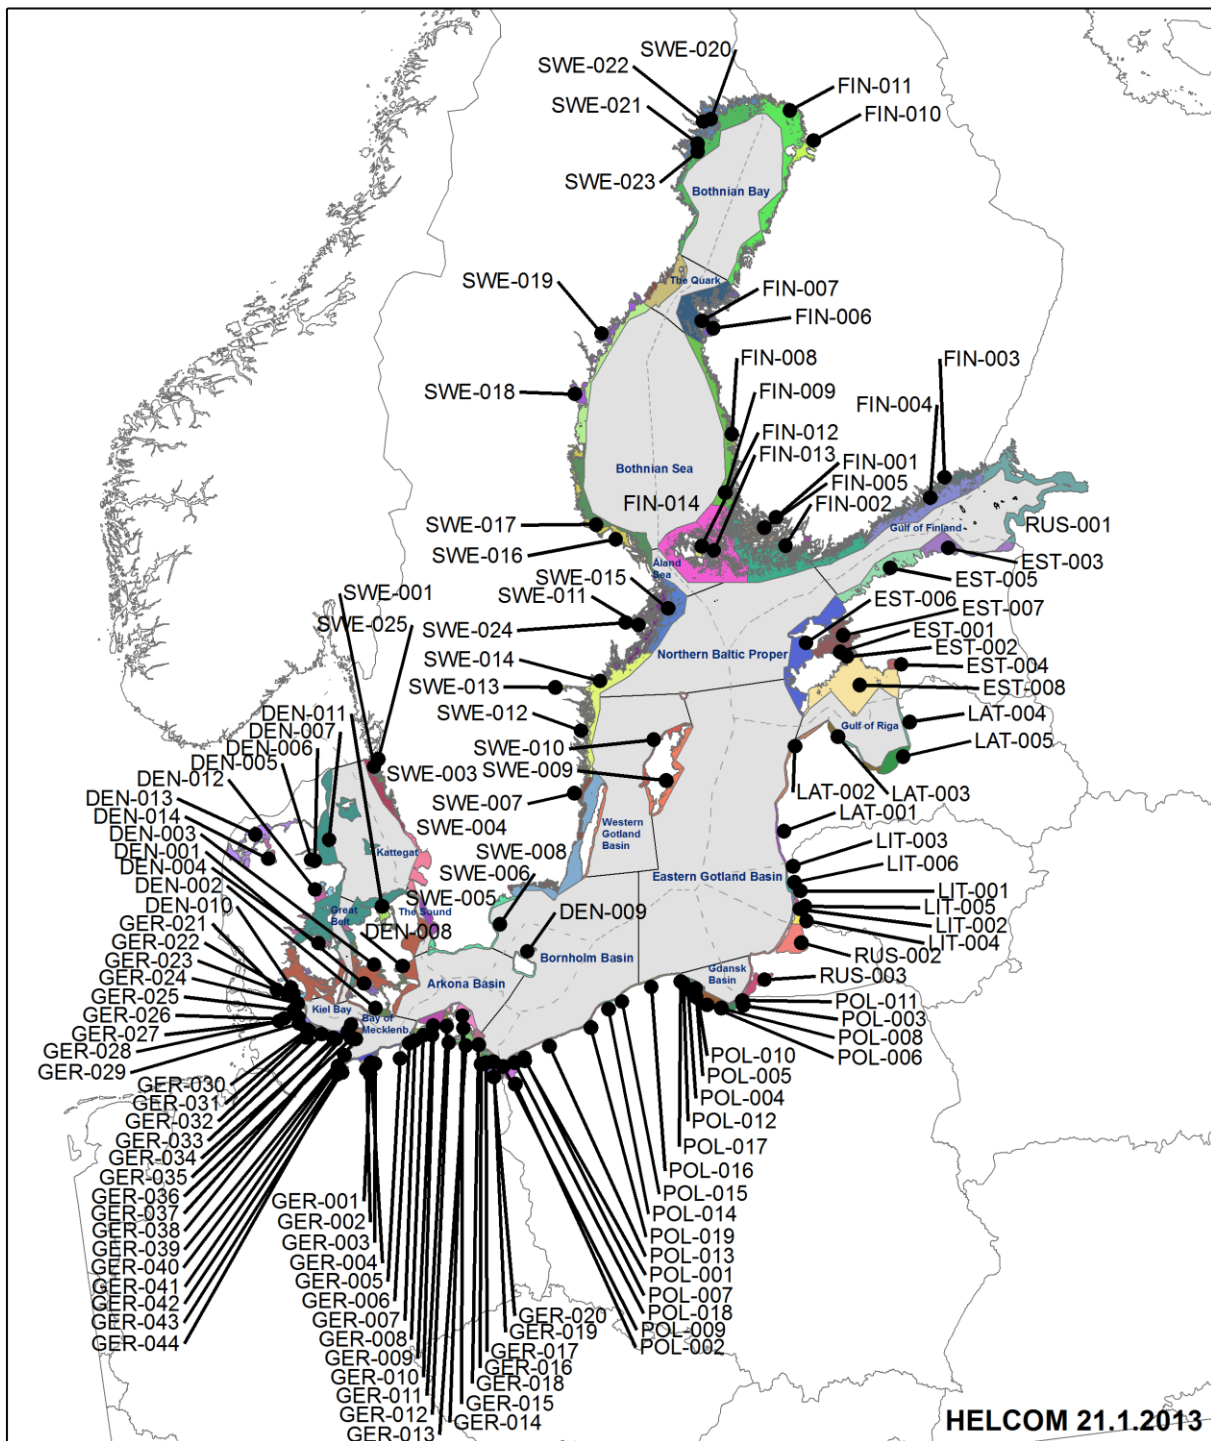 SWE-020
SWE-022
SWE-021
SWE-023
FIN-011
FIN-010
Bothnian Bay
The Quark
SWE-019
FIN-007
FIN-006
SWE-018
FIN-008
FIN-003
FIN-009
FIN-004
FIN-012
FIN-013
FIN-001
FIN-005
FIN-002
Bothnian Sea
FIN-014
SWE-017
SWE-016
Gulf of Finland
RUS-001
Åland
Sea
EST-003
EST-005
SWE-015
SWE-011
SWE-001
SWE-025
SWE-024
EST-006
EST-007
EST-001
EST-002
EST-004
EST-008
Northern Baltic Proper
SWE-014
SWE-013
SWE-012
Gulf of Riga
LAT-004
LAT-005
DEN-011
DEN-007
DEN-006
DEN-005
DEN-012
DEN-013
DEN-014
DEN-003
DEN-001
DEN-004
DEN-002
DEN-010
SWE-010
SWE-009
SWE-003
SWE-007
SWE-004
LAT-002
LAT-003
LAT-001
Western
Gotland
Basin
Kattegat
SWE-008
SWE-006
SWE-005
LIT-003
LIT-006
LIT-001
LIT-005
LIT-002
LIT-004
Eastern Gotland Basin
Great
Belt
The Sound
DEN-008
DEN-009
RUS-002
RUS-003
Bornholm Basin
Gdansk
Basin
Arkona Basin
Kiel Bay
Bay of
Mecklenb.
GER-021
GER-022
GER-023
GER-024
GER-025
GER-026
GER-027
GER-028
GER-029
GER-030
GER-031
GER-032
GER-033
GER-034
GER-035
GER-036
GER-037
GER-038
GER-039
GER-040
GER-041
GER-042
GER-043
GER-044
POL-011
POL-003
POL-008
POL-006
POL-010
POL-005
POL-004
POL-012
POL-017
POL-016
POL-015
POL-014
POL-019
POL-013
POL-001
POL-007
POL-018
POL-009
POL-002
GER-001
GER-002
GER-003
GER-004
GER-005
GER-006
GER-007
GER-008
GER-009
GER-010
GER-011
GER-012
GER-013
GER-020
GER-019
GER-017
GER-016
GER-018
GER-015
GER-014
HELCOM 21.1.2013